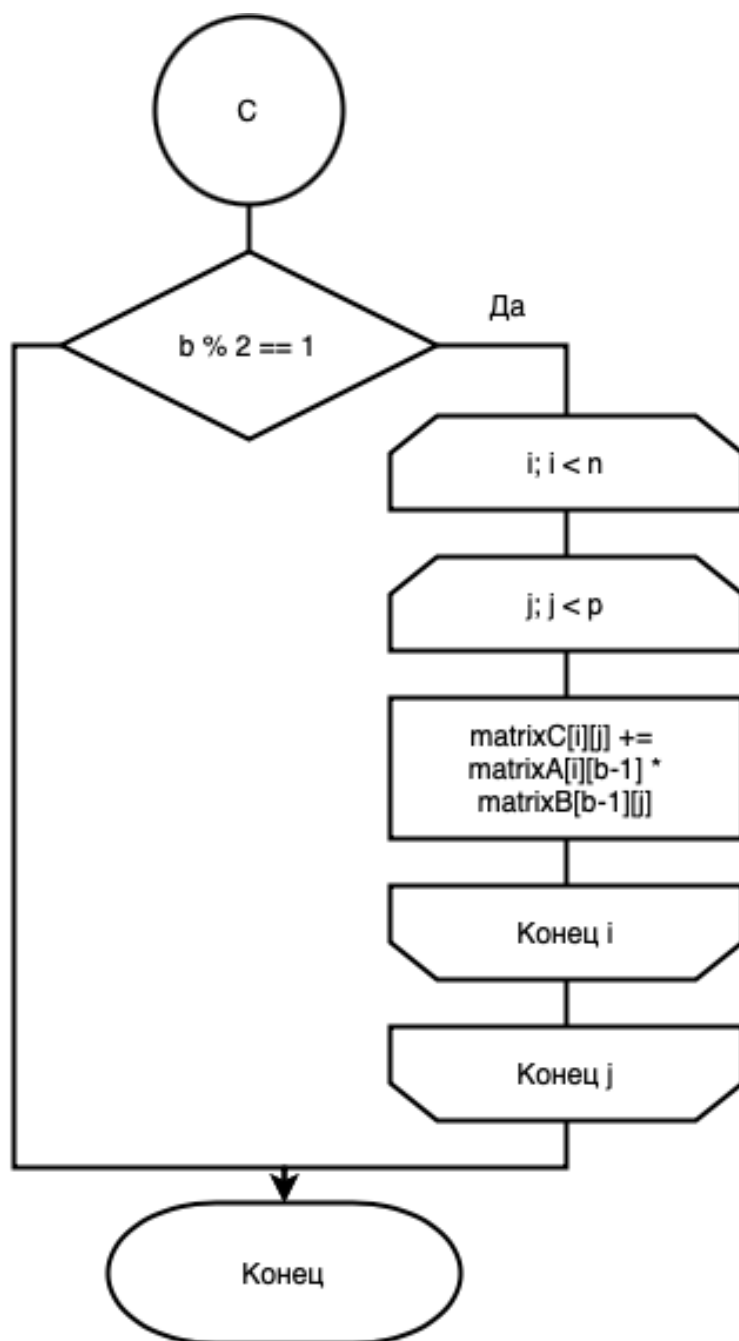 C
b % 2 == 1
Да
i; i < n
j; j < p
matrixC[i][j] +=
matrixA[i][b-1] *
matrixB[b-1][j]
Конец i
Конец j
Конец